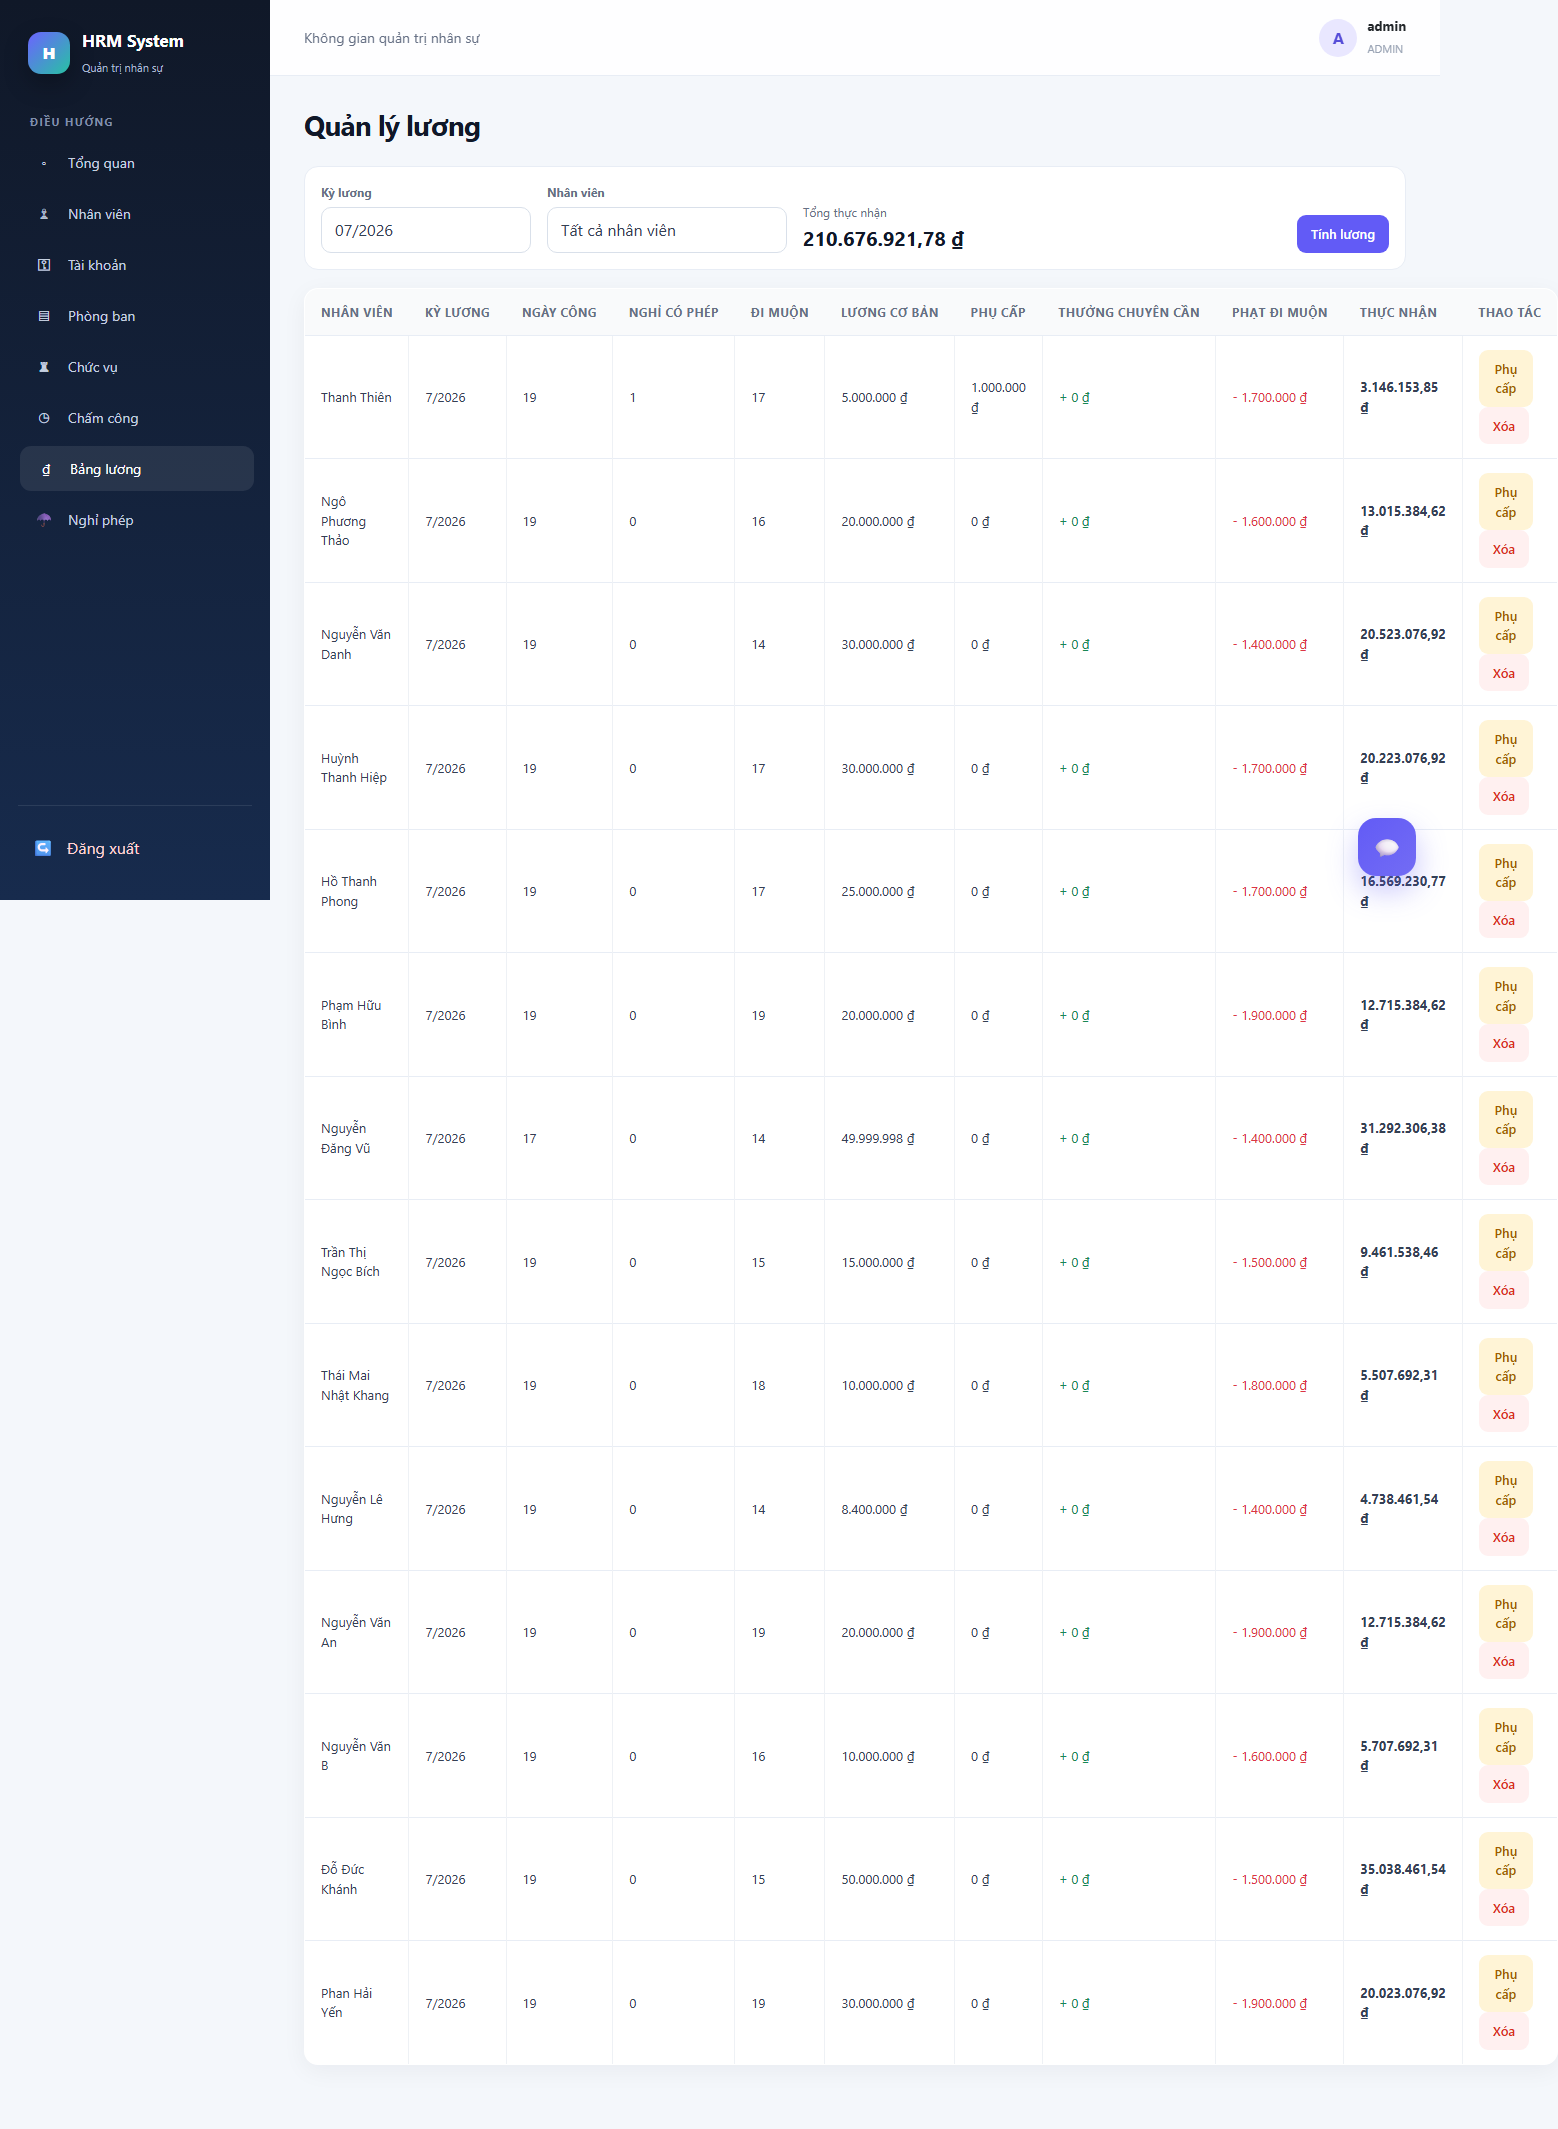 H
HRM System
Quản trị nhân sự
ĐIỀU HƯỚNG
Tổng quan
Nhân viên
Tài khoản
Phòng ban
Chức vụ
Chấm công
₫ Bảng lương
Nghỉ phép
Đăng xuất
Không gian quản trị nhân sự
A
admin
ADMIN
Quản lý lương
Kỳ lương
07/2026
Nhân viên
Tất cả nhân viên
Tổng thực nhận
210.676.921,78 ₫
Tính lương
NHÂN VIÊN KỲ LƯƠNG NGÀY CÔNG NGHỈ CÓ PHÉP ĐI MUỘN LƯƠNG CƠ BẢN PHỤ CẤP THƯỞNG CHUYÊN CẦN PHẠT ĐI MUỘN THỰC NHẬN THAO TÁC
Thanh Thiên 7/2026 19 1 17 5.000.000 ₫ 1.000.000 ₫ + 0 ₫ - 1.700.000 ₫ 3.146.153,85 ₫ Phụ cấp Xóa
Ngô Phương Thảo 7/2026 19 0 16 20.000.000 ₫ 0 ₫ + 0 ₫ - 1.600.000 ₫ 13.015.384,62 ₫ Phụ cấp Xóa
Nguyễn Văn Danh 7/2026 19 0 14 30.000.000 ₫ 0 ₫ + 0 ₫ - 1.400.000 ₫ 20.523.076,92 ₫ Phụ cấp Xóa
Huỳnh Thanh Hiệp 7/2026 19 0 17 30.000.000 ₫ 0 ₫ + 0 ₫ - 1.700.000 ₫ 20.223.076,92 ₫ Phụ cấp Xóa
Hồ Thanh Phong 7/2026 19 0 17 25.000.000 ₫ 0 ₫ + 0 ₫ - 1.700.000 ₫ 16.569.230,77 ₫ Phụ cấp Xóa
Phạm Hữu Bình 7/2026 19 0 19 20.000.000 ₫ 0 ₫ + 0 ₫ - 1.900.000 ₫ 12.715.384,62 ₫ Phụ cấp Xóa
Nguyễn Đăng Vũ 7/2026 17 0 14 49.999.998 ₫ 0 ₫ + 0 ₫ - 1.400.000 ₫ 31.292.306,38 ₫ Phụ cấp Xóa
Trần Thị Ngọc Bích 7/2026 19 0 15 15.000.000 ₫ 0 ₫ + 0 ₫ - 1.500.000 ₫ 9.461.538,46 ₫ Phụ cấp Xóa
Thái Mai Nhật Khang 7/2026 19 0 18 10.000.000 ₫ 0 ₫ + 0 ₫ - 1.800.000 ₫ 5.507.692,31 ₫ Phụ cấp Xóa
Nguyễn Lê Hưng 7/2026 19 0 14 8.400.000 ₫ 0 ₫ + 0 ₫ - 1.400.000 ₫ 4.738.461,54 ₫ Phụ cấp Xóa
Nguyễn Văn An 7/2026 19 0 19 20.000.000 ₫ 0 ₫ + 0 ₫ - 1.900.000 ₫ 12.715.384,62 ₫ Phụ cấp Xóa
Nguyễn Văn B 7/2026 19 0 16 10.000.000 ₫ 0 ₫ + 0 ₫ - 1.600.000 ₫ 5.707.692,31 ₫ Phụ cấp Xóa
Đỗ Đức Khánh 7/2026 19 0 15 50.000.000 ₫ 0 ₫ + 0 ₫ - 1.500.000 ₫ 35.038.461,54 ₫ Phụ cấp Xóa
Phan Hải Yến 7/2026 19 0 19 30.000.000 ₫ 0 ₫ + 0 ₫ - 1.900.000 ₫ 20.023.076,92 ₫ Phụ cấp Xóa